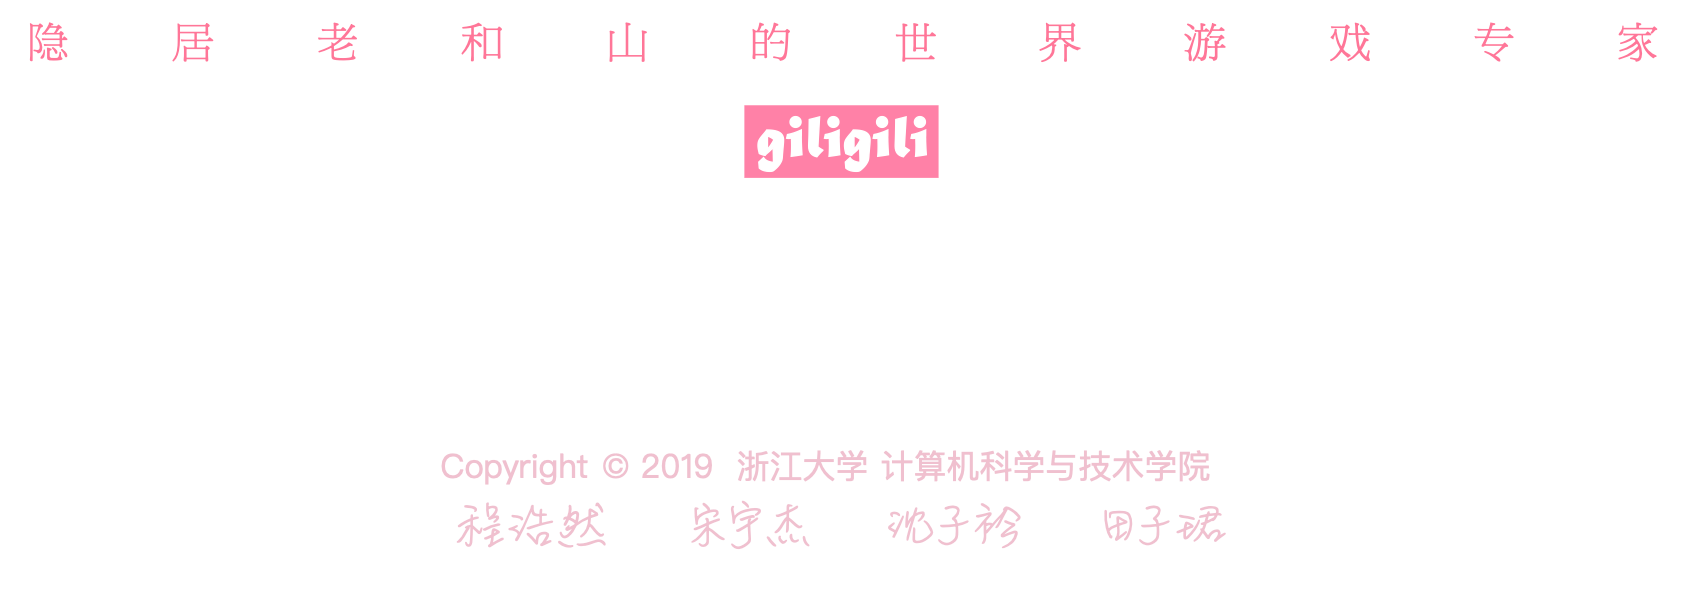 隐居老和山的世界游戏专家
giligili
Copyright © 2019 浙江大学 计算机科学与技术学院
程浩然 宋宇杰 沈子衿 田子珺